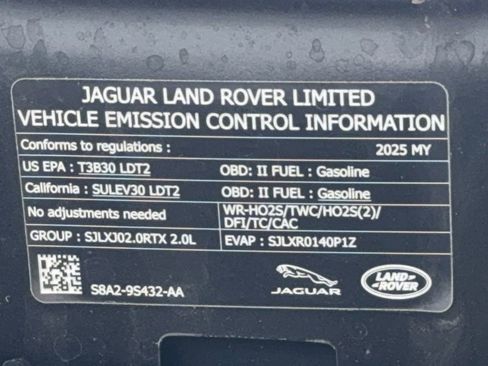 JAGUAR LAND ROVER LIMITED
VEHICLE EMISSION CONTROL INFORMATION
Conforms to regulations : 2025 MY
US EPA : T3B30 LDT2 OBD: II FUEL : Gasoline
California : SULEV30 LDT2 OBD: II FUEL : Gasoline
No adjustments needed WR-HO2S/TWC/HO2S(2)/
DFI/TC/CAC
GROUP : SJLXJ02.0RTX 2.0L EVAP : SJLXR0140P1Z
S8A2-9S432-AA JAGUAR LAND ROVER